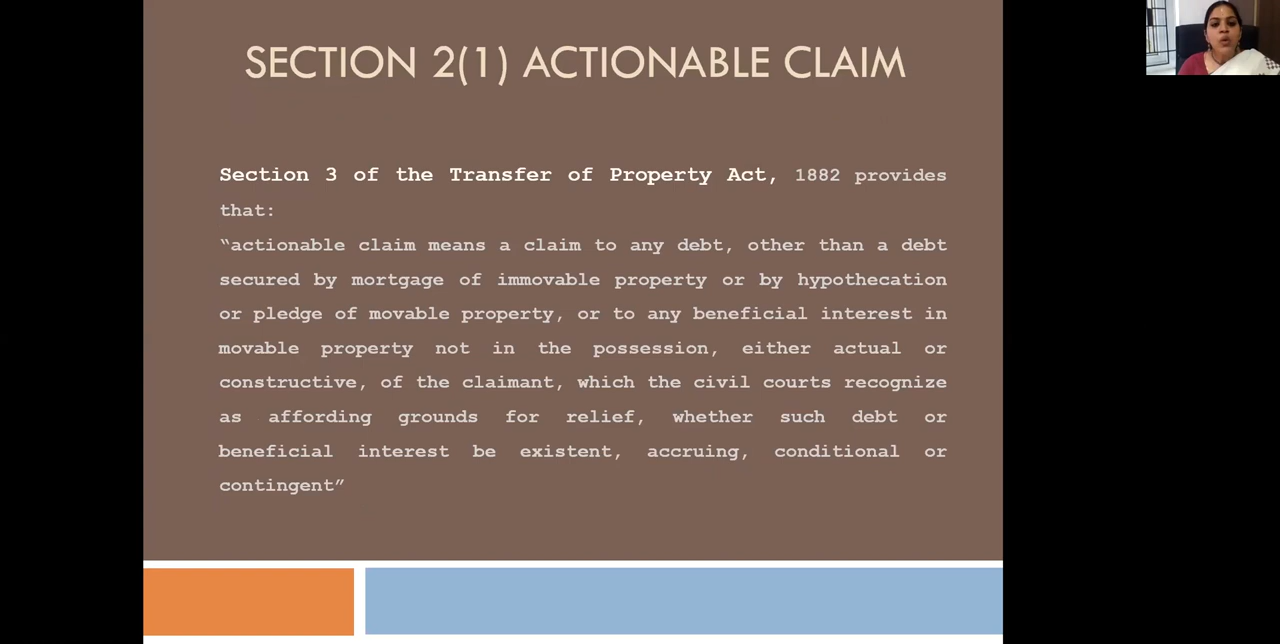 SECTION 2(1) ACTIONABLE CLAIM
Section 3 of the Transfer of Property Act, 1882 provides
that:
“actionable claim means a claim to any debt, other than a debt
secured by mortgage of immovable property or by hypothecation
or pledge of movable property, or to any beneficial interest in
movable property not in the possession, either actual or
constructive, of the claimant, which the civil courts recognize
as affording grounds for relief, whether such debt or
beneficial interest be existent, accruing, conditional or
contingent”